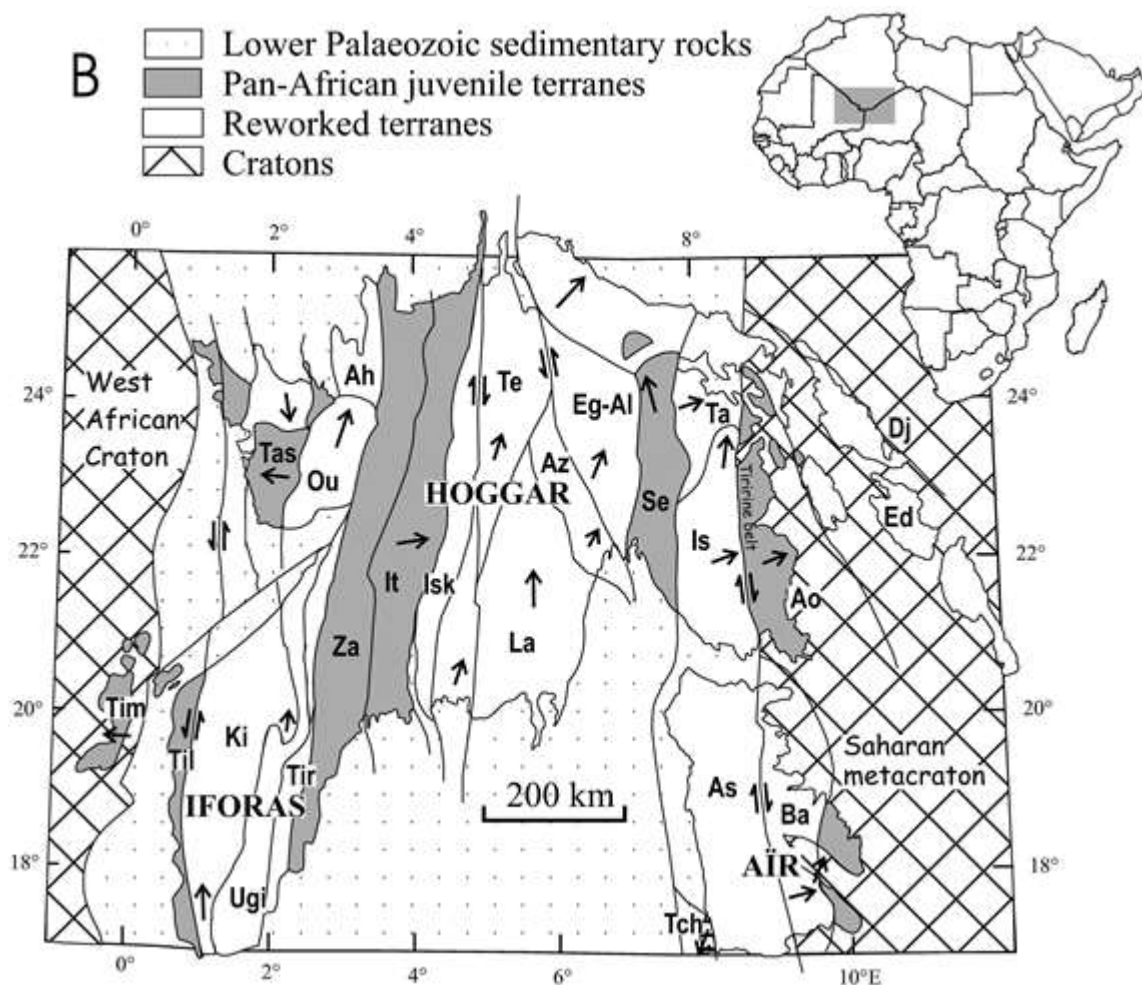 B
Lower Palaeozoic sedimentary rocks
Pan-African juvenile terranes
Reworked terranes
Cratons
0°
2°
4°
8°
West
African
Craton
24°
24°
Ah
Te
Eg-Al
Ta
Dj
Tas
Ou
Az
HOGGAR
Se
Tiririne belt
Ed
22°
22°
It
Isk
Is
Ao
Za
La
20°
20°
Tim
Til
Ki
Tir
IFORAS
200 km
As
Ba
Saharan
metacraton
18°
18°
AÏR
Ugi
Tch
0°
2°
4°
6°
10°E